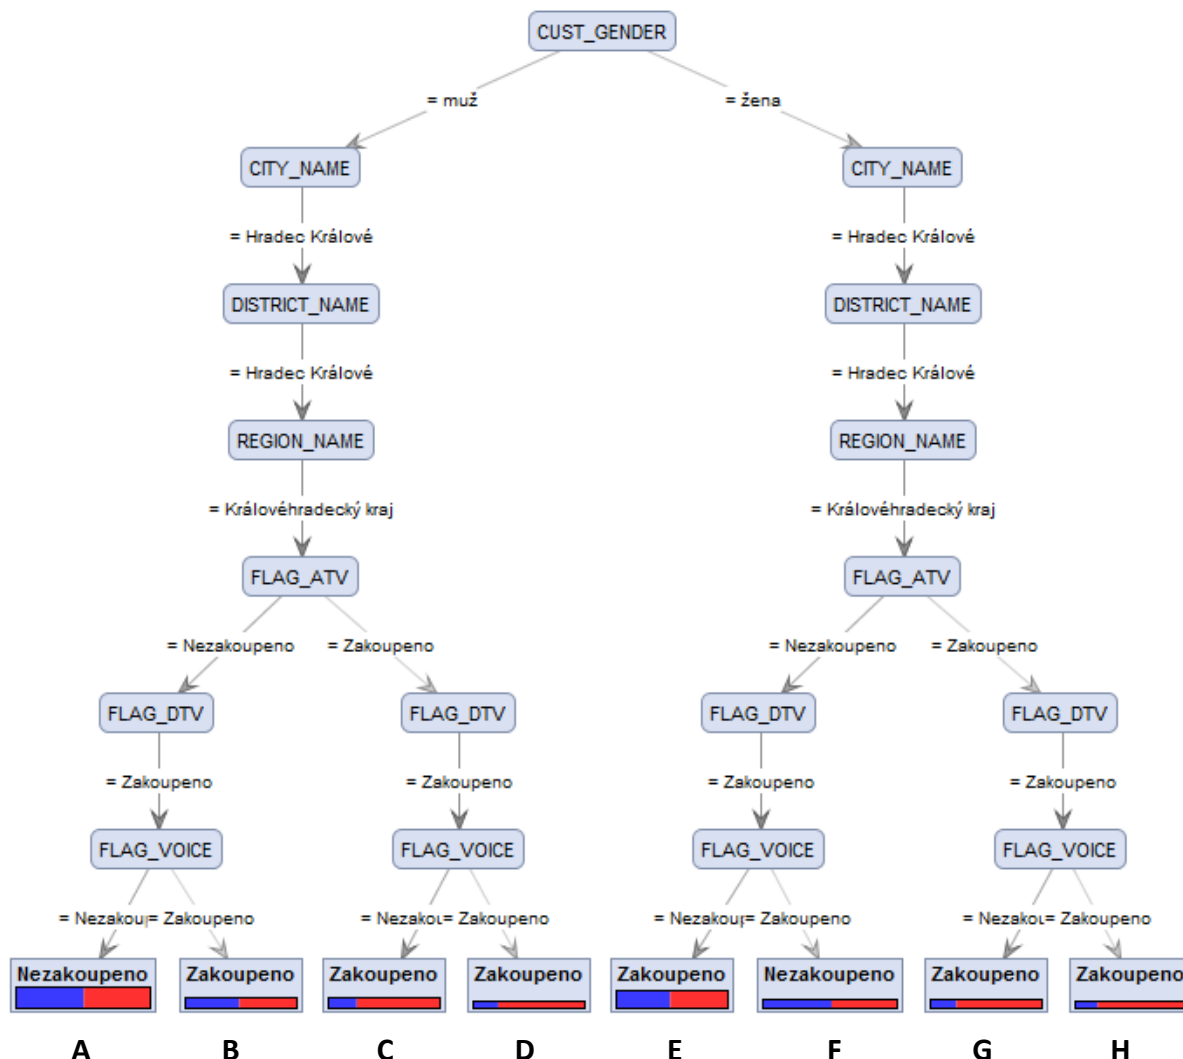 CUST_GENDER
= muž
= žena
CITY_NAME
CITY_NAME
= Hradec Králové
= Hradec Králové
DISTRICT_NAME
DISTRICT_NAME
= Hradec Králové
= Hradec Králové
REGION_NAME
REGION_NAME
= Královéhradecký kraj
= Královéhradecký kraj
FLAG_ATV
FLAG_ATV
= Nezakoupeno
= Zakoupeno
= Nezakoupeno
= Zakoupeno
FLAG_DTV
FLAG_DTV
FLAG_DTV
FLAG_DTV
= Zakoupeno
= Zakoupeno
= Zakoupeno
= Zakoupeno
FLAG_VOICE
FLAG_VOICE
FLAG_VOICE
FLAG_VOICE
= Zakoupeno
= Zakoupeno
= Zakoupeno
= Zakoupeno
Nezakoupeno
Zakoupeno
Zakoupeno
Zakoupeno
Zakoupeno
Nezakoupeno
Zakoupeno
Zakoupeno
A B C D E F G H